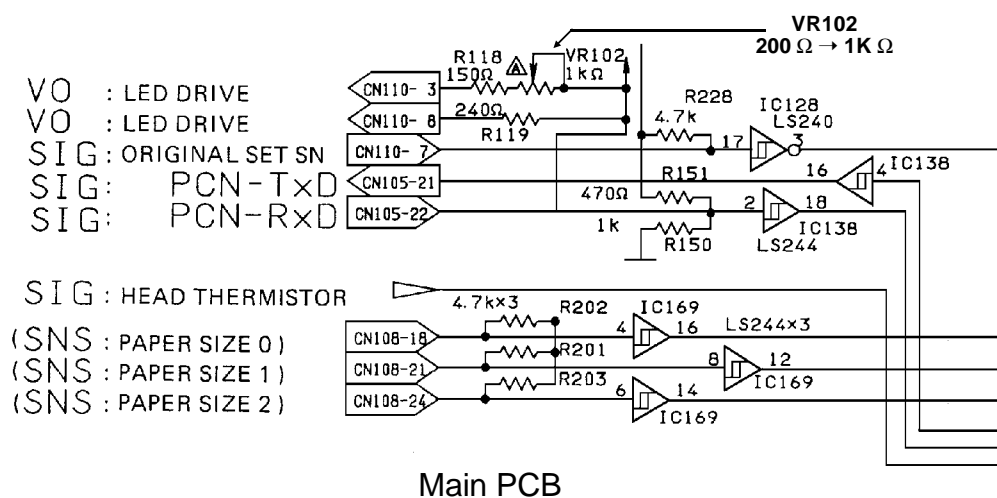 VR102
200 Ω → 1K Ω
R118
150Ω
A
VR102
1kΩ
VO : LED DRIVE
CN110- 3
VO : LED DRIVE
CN110- 8
240Ω
R119
R228
4.7k
IC128
LS240
SIG: ORIGINAL SET SN
CN110- 7
17
3
SIG: PCN-TxD
CN105-21
16
4
IC138
R151
470Ω
SIG: PCN-RxD
CN105-22
1k
R150
2
18
IC138
LS244
SIG : HEAD THERMISTOR
4.7k×3
R202
IC169
(SNS : PAPER SIZE 0)
CN108-18
4
16
LS244×3
R201
(SNS : PAPER SIZE 1)
CN108-21
8
12
IC169
R203
(SNS : PAPER SIZE 2)
CN108-24
6
14
IC169
Main PCB